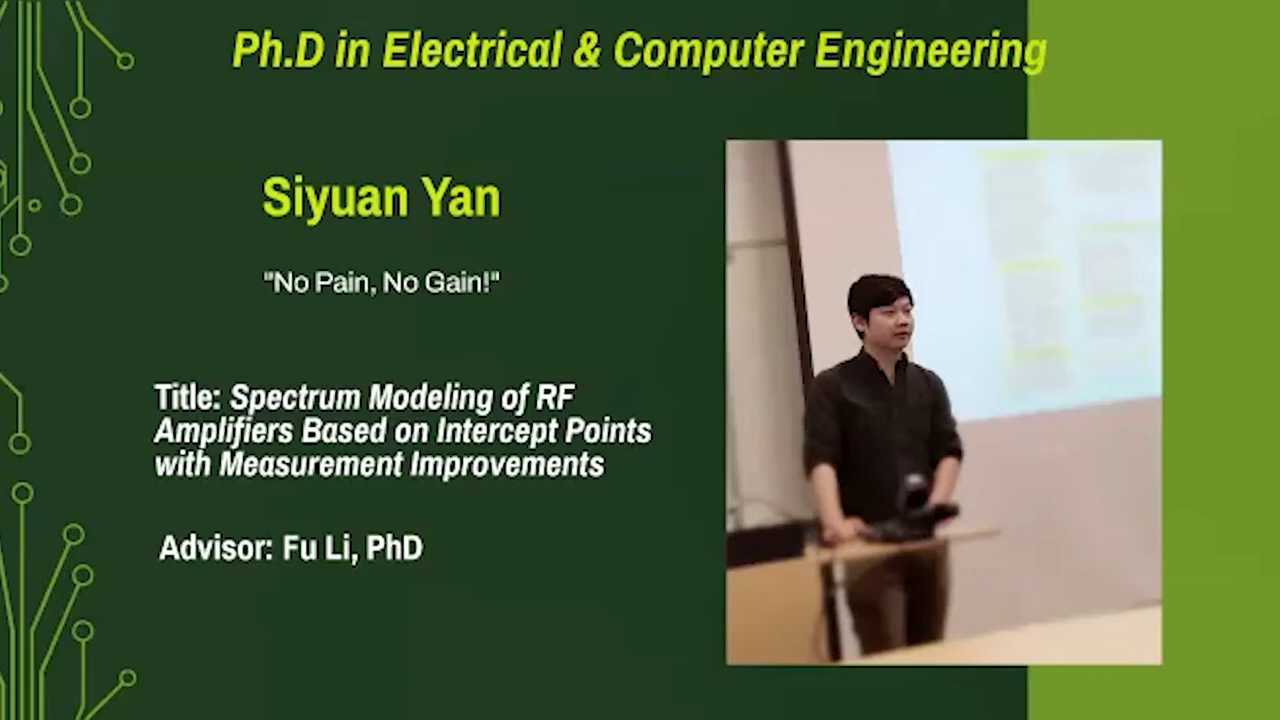 Ph.D in Electrical & Computer Engineering
Siyuan Yan
"No Pain, No Gain!"
Title: Spectrum Modeling of RF
Amplifiers Based on Intercept Points
with Measurement Improvements
Advisor: Fu Li, PhD